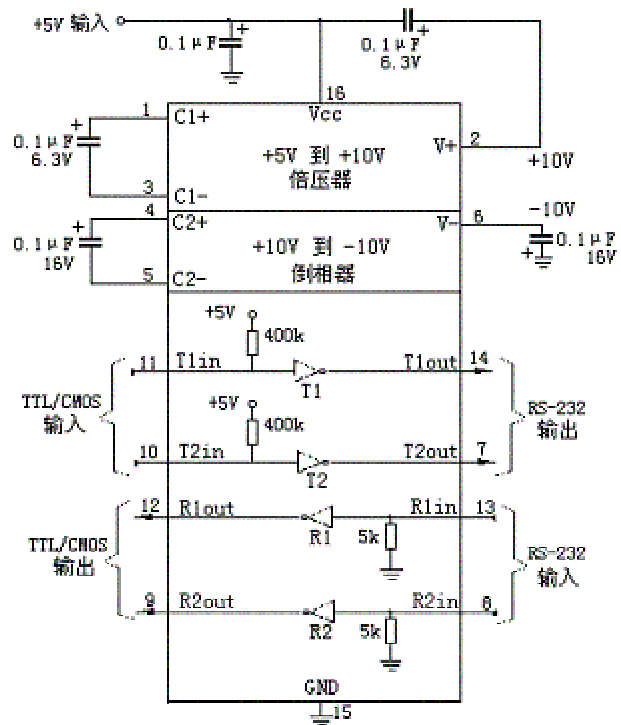 +5V 输入
0.1μF
0.1μF
6.3V
16
1
C1+
Vcc
0.1μF
6.3V
+5V 到 +10V
倍压器
V+
2
+10V
3
C1-
4
C2+
V-
6
-10V
0.1μF
16V
+10V 到 -10V
倒相器
0.1μF
16V
5
C2-
+5V
400k
11
T1in
T1
T1out
14
TTL/CMOS
输入
+5V
400k
RS-232
输出
10
T2in
T2
T2out
7
12
R1out
R1
5k
R1in
13
TTL/CMOS
输出
RS-232
输入
9
R2out
R2
5k
R2in
8
GND
15